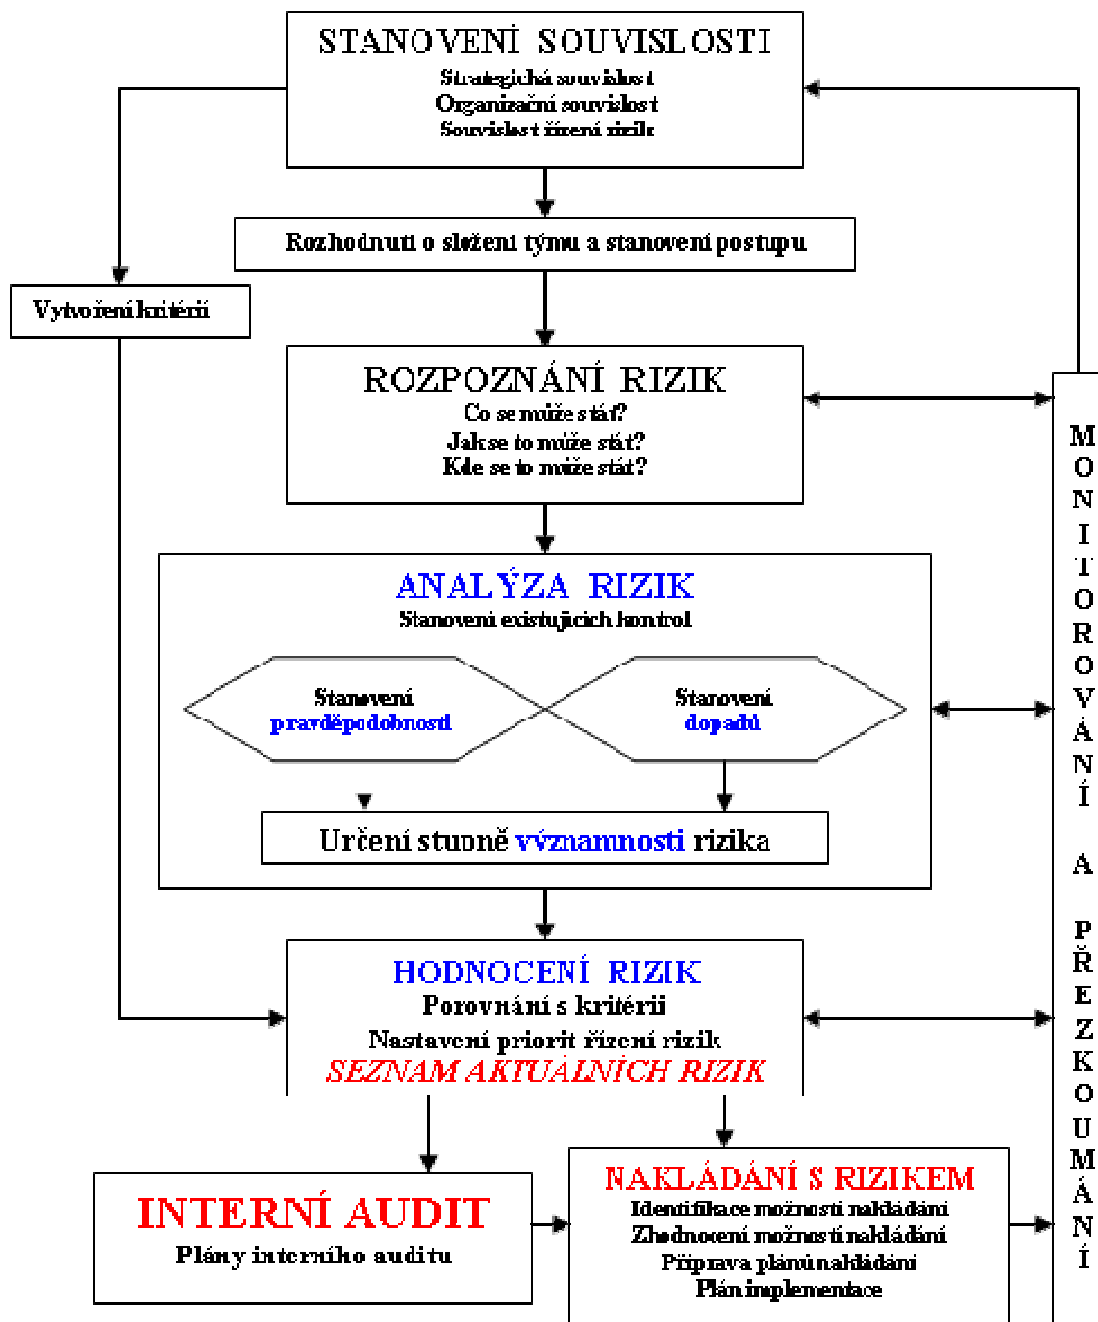 STANOVENÍ SOUVISLOSTI
Strategická souvislost
Organizační souvislost
Souvislost řízení rizik
Rozhodnutí o složení týmu a stanovení postupu
Vytvoření kritérií
ROZPOZNÁNÍ RIZIK
Co se může stát?
Jak se to může stát?
Kde se to může stát?
ANALÝZA RIZIK
Stanovení existujících kontrol
Stanovení
pravděpodobnosti
Stanovení
dopadů
Určení stupně významnosti rizika
HODNOCENÍ RIZIK
Porovnání s kritérii
Nastavení priorit řízení rizik
SEZNAM AKTUÁLNÍCH RIZIK
INTERNÍ AUDIT
Plány interního auditu
NAKLÁDÁNÍ S RIZIKEM
Identifikace možností nakládání
Zhodnocení možností nakládání
Příprava plánů nakládání
Plán implementace
MONITOROVÁNÍ A PŘEZKOUMÁNÍ